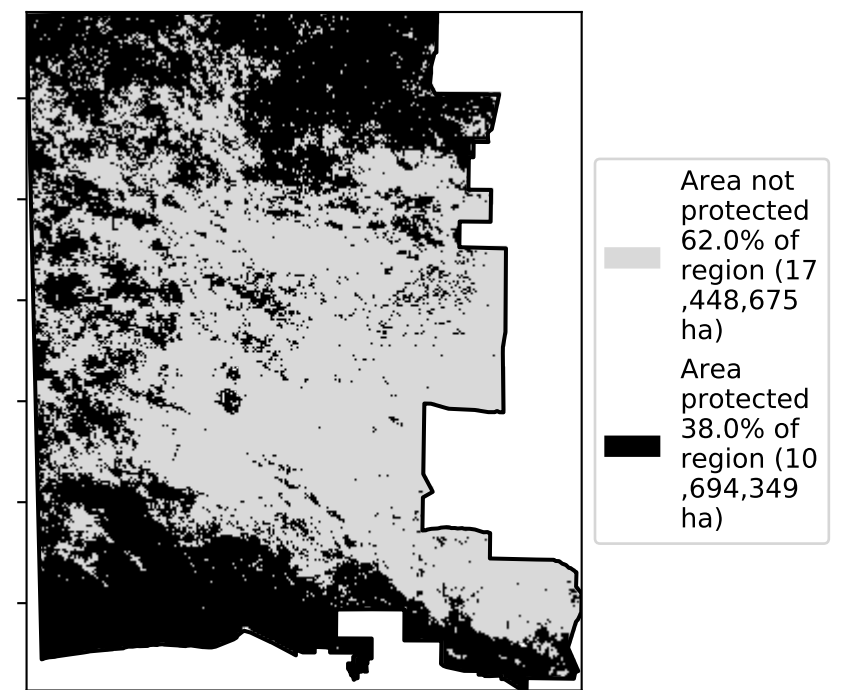 Area not
protected
62.0% of
region (17
,448,675
ha)
Area
protected
38.0% of
region (10
,694,349
ha)